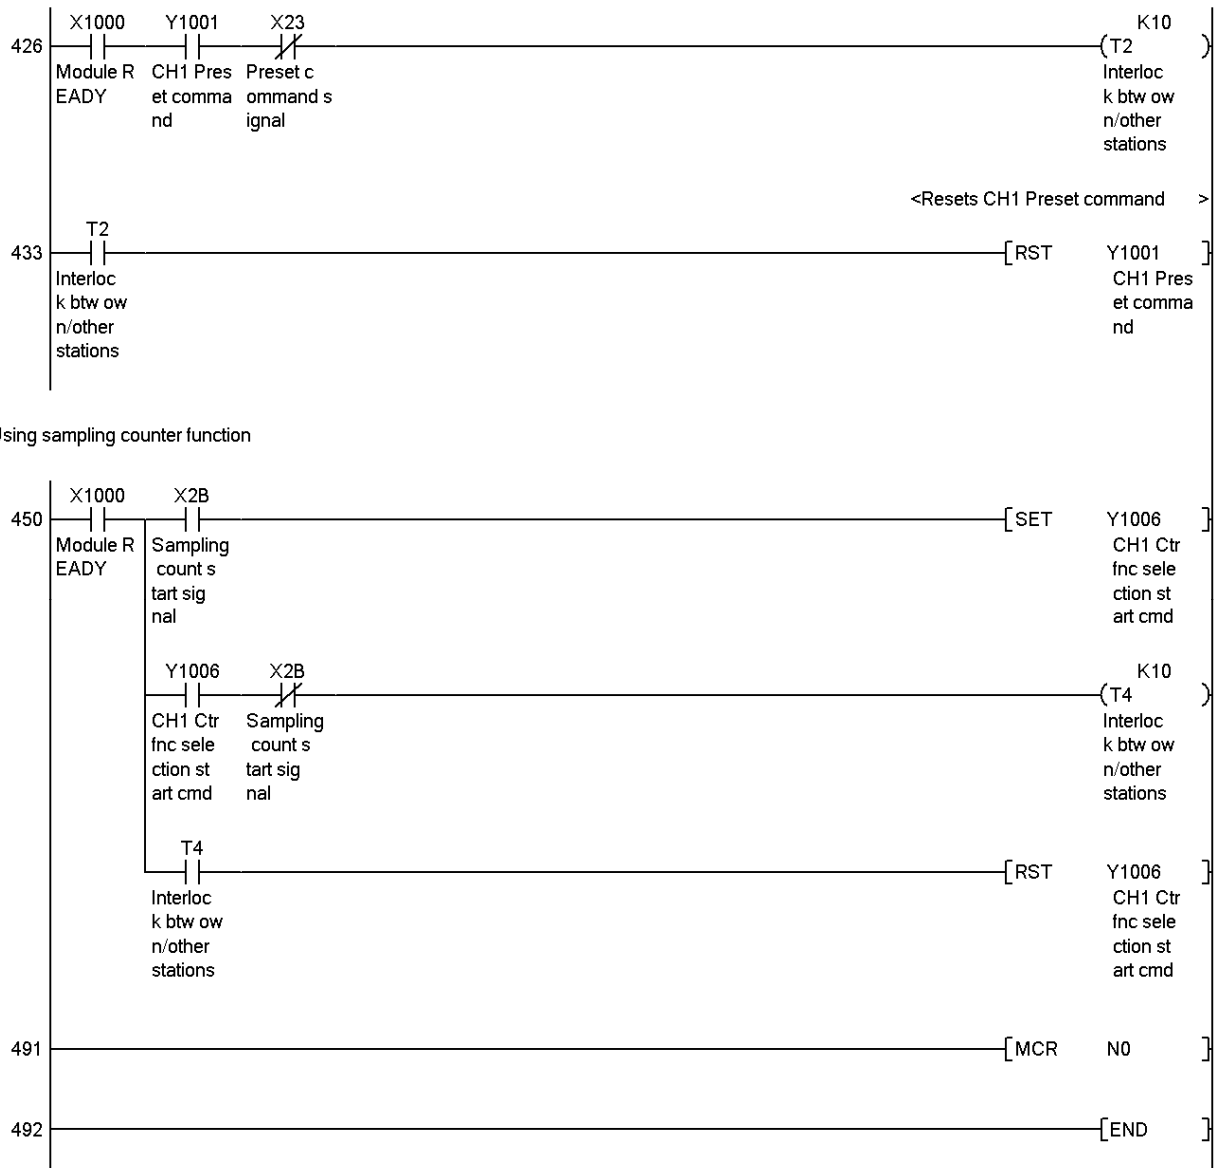 X1000 Y1001 X23 K10
426 T2
Module R CH1 Pres Preset c Interloc
EADY et comma ommand s k btw ow
nd ignal n/other
stations
<Resets CH1 Preset command >
T2
433 RST Y1001
Interloc CH1 Pres
k btw ow et comma
n/other nd
stations
sing sampling counter function
X1000 X2B
450 SET Y1006
Module R Sampling CH1 Ctr
EADY count s fnc sele
tart sig ction st
nal art cmd
Y1006 X2B K10
T4
CH1 Ctr Sampling Interloc
fnc sele count s k btw ow
ction st tart sig n/other
art cmd nal stations
T4
RST Y1006
Interloc CH1 Ctr
k btw ow fnc sele
n/other ction st
stations art cmd
491 MCR N0
492 END